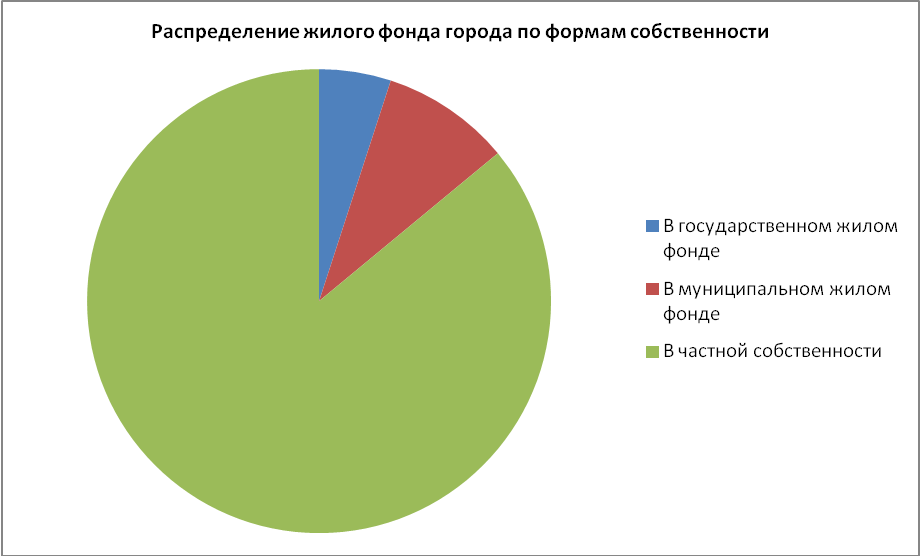 Распределение жилого фонда города по формам собственности
В государственном жилом
фонде
В муниципальном жилом
фонде
В частной собственности